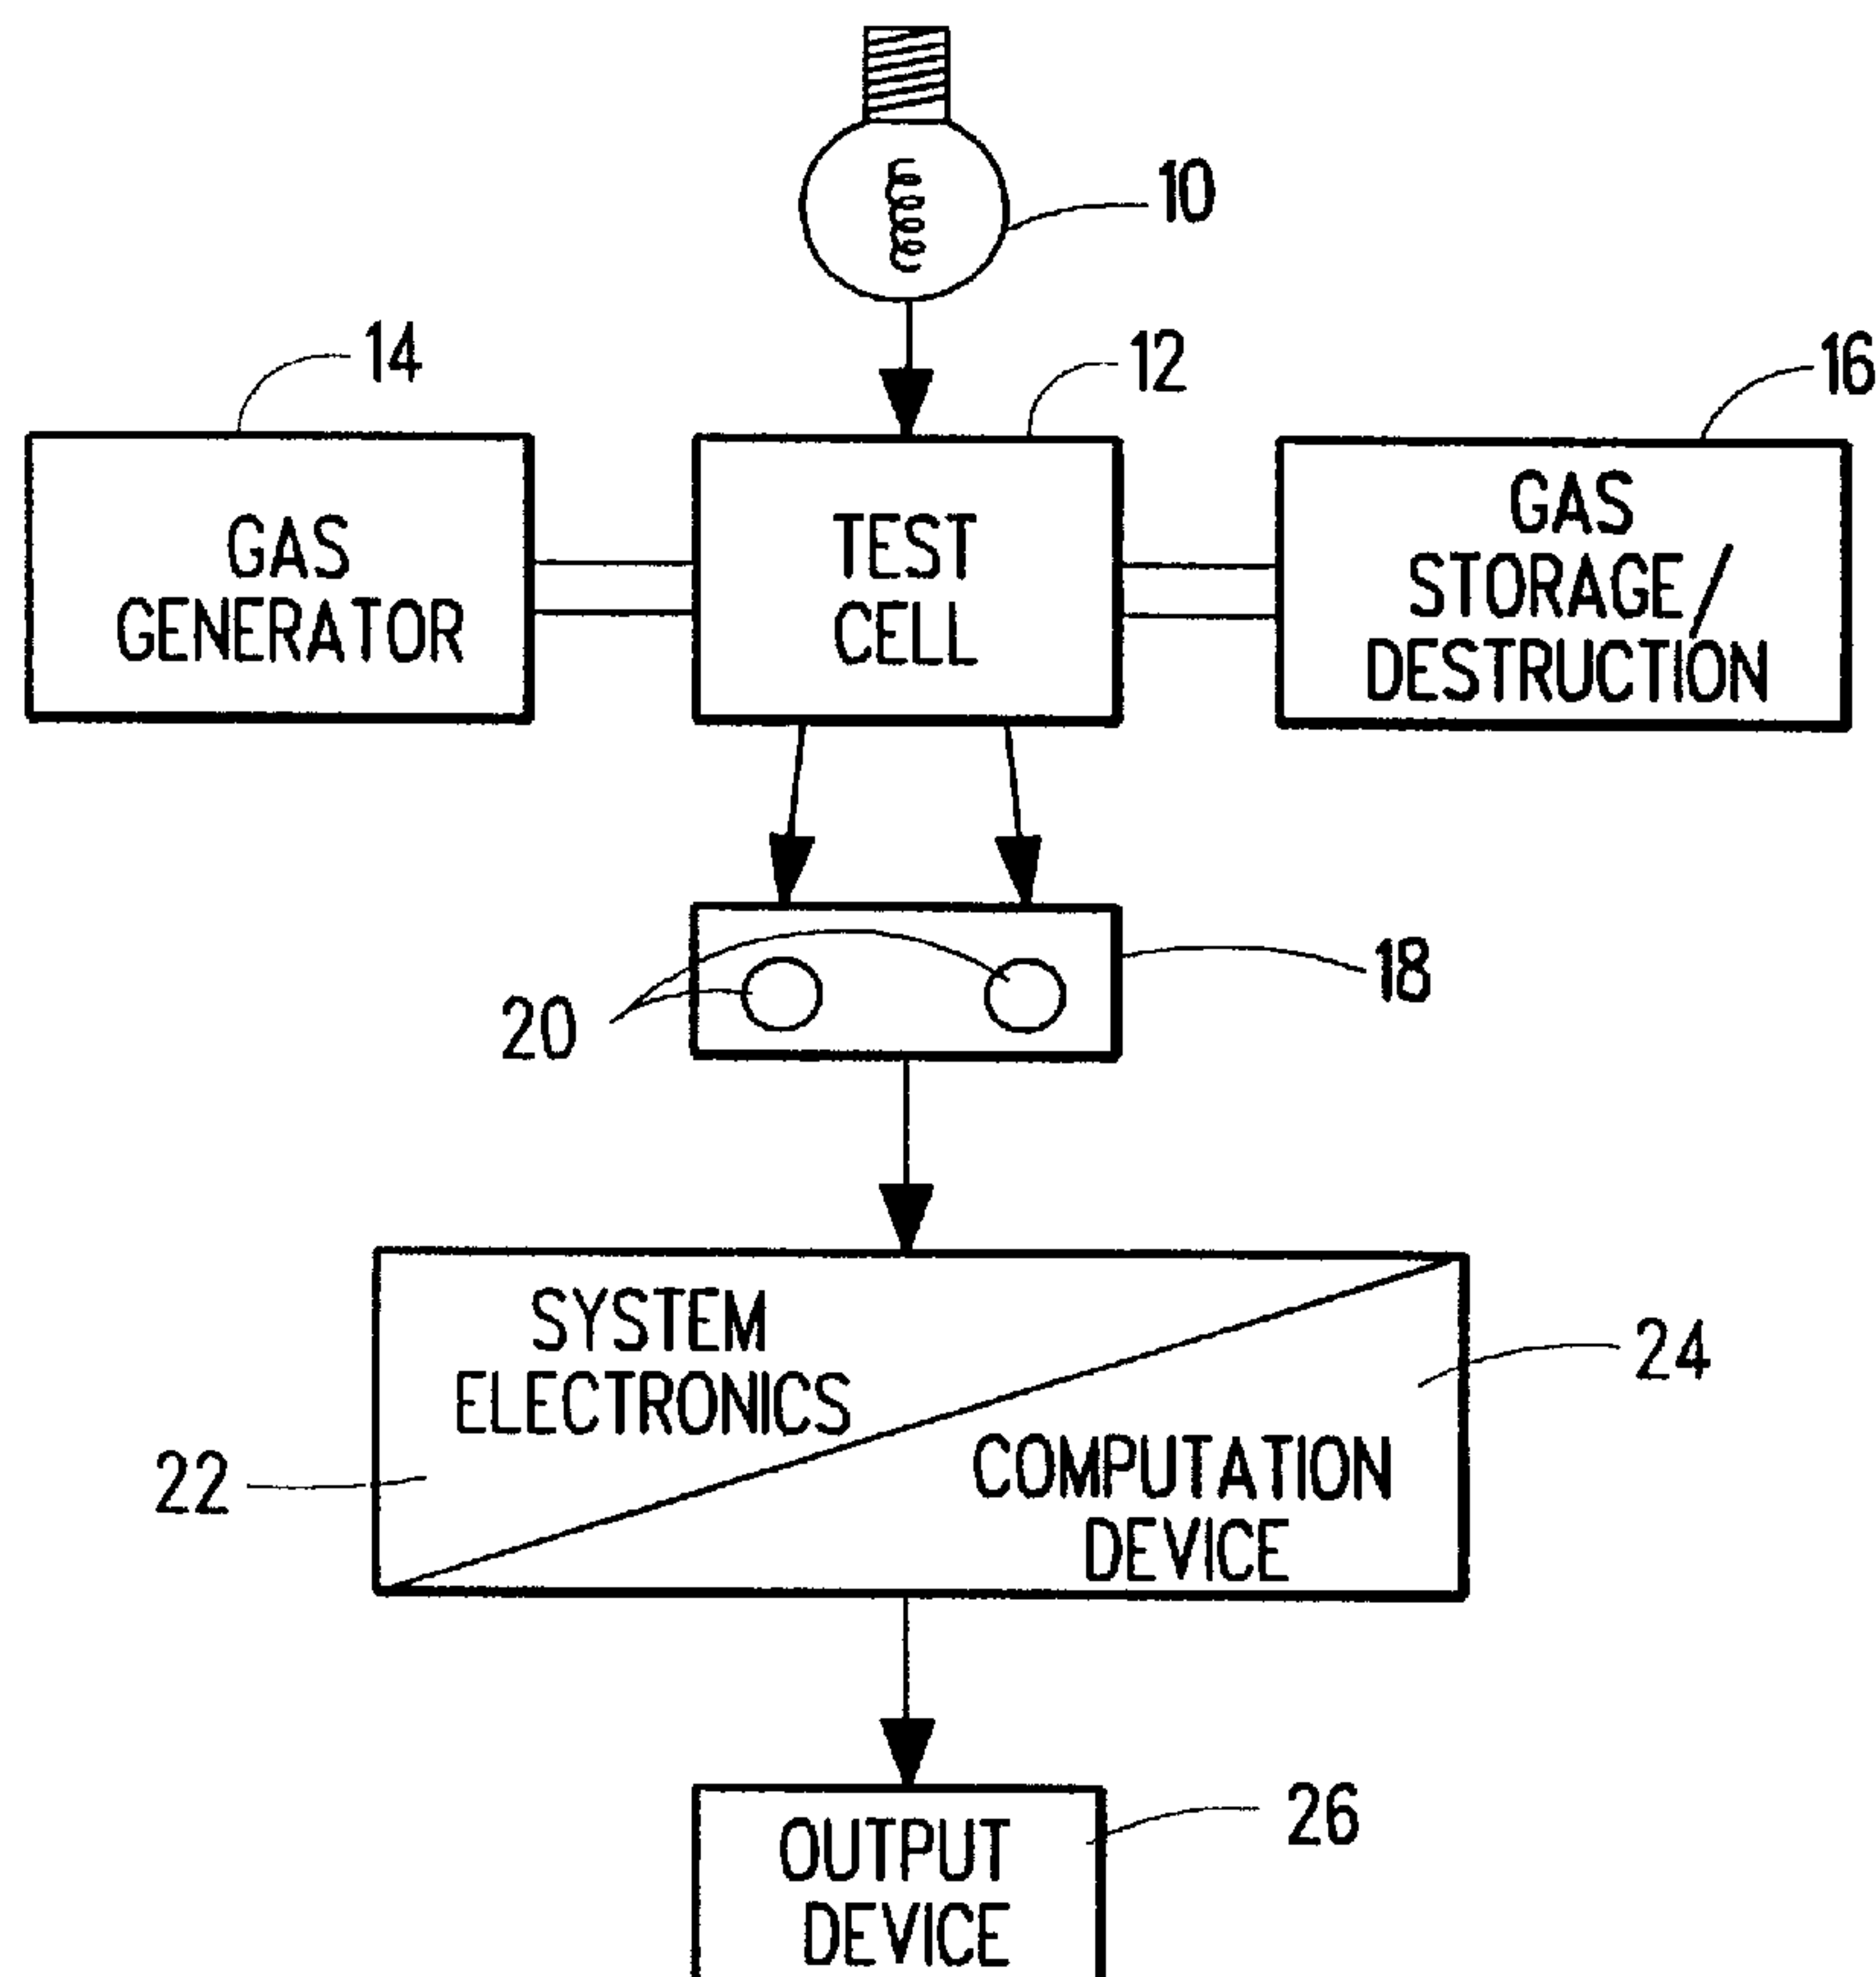 10
14
12
16
GAS
GENERATOR
TEST
CELL
GAS
STORAGE/
DESTRUCTION
18
20
SYSTEM
ELECTRONICS
24
22
COMPUTATION
DEVICE
26
OUTPUT
DEVICE